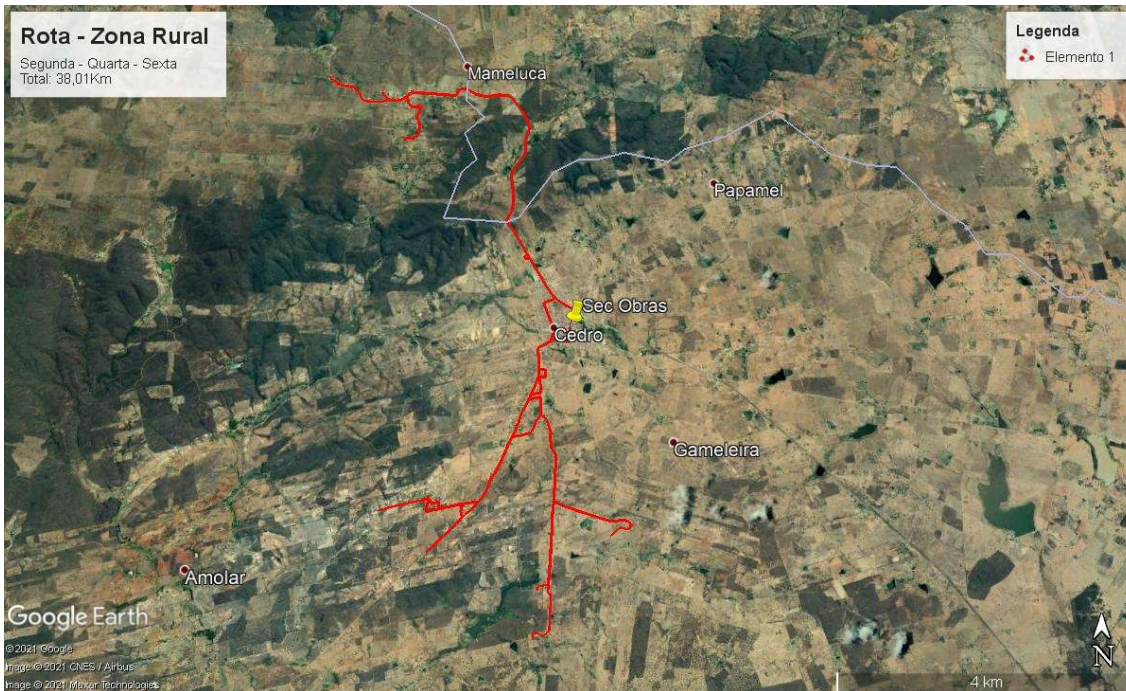 Rota - Zona Rural
Segunda - Quarta - Sexta
Total: 38,01Km
Legenda
Elemento 1
Mameluca
Papamel
Sec Obras
Cedro
Gameleira
Amolar
Google Earth
© 2021 Google
Image © 2021 CNES / Airbus
Image © 2021 Maxar Technologies
4 km
N